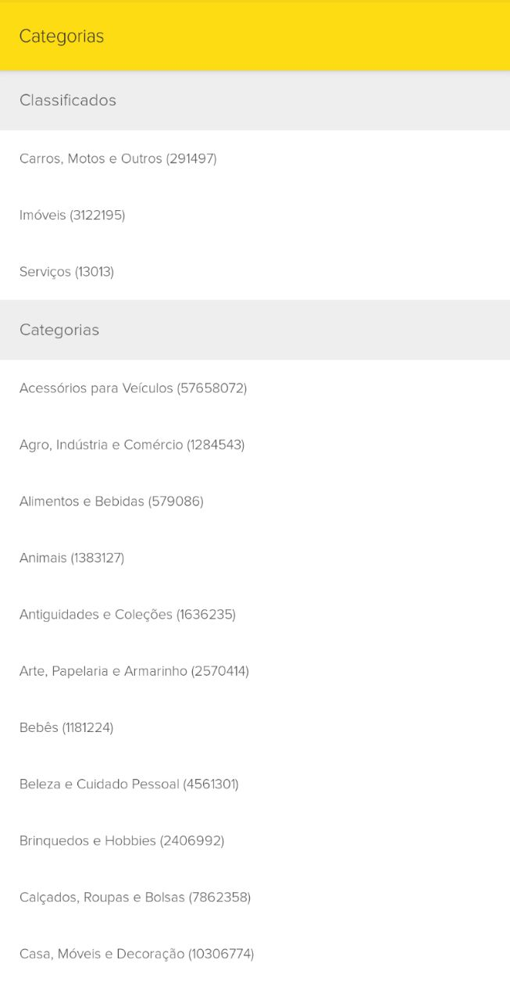 Categorias
Classificados
Carros, Motos e Outros (291497)
Imóveis (3122195)
Serviços (13013)
Categorias
Acessórios para Veículos (57658072)
Agro, Indústria e Comércio (1284543)
Alimentos e Bebidas (579086)
Animais (1383127)
Antiguidades e Coleções (1636235)
Arte, Papelaria e Armarinho (2570414)
Bebês (1181224)
Beleza e Cuidado Pessoal (4561301)
Brinquedos e Hobbies (2406992)
Calçados, Roupas e Bolsas (7862358)
Casa, Móveis e Decoração (10306774)